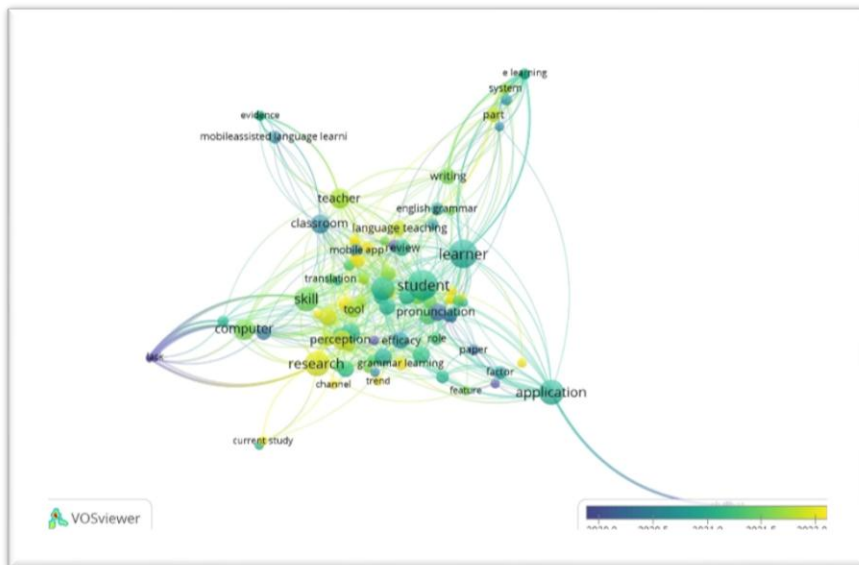 e learning
system
part
evidence
mobileassisted language learni
writing
teacher
english grammar
classroom
language teaching
mobile app
review
learner
translation
student
skill
tool
pronunciation
computer
perception
efficacy
role
paper
research
grammar learning
factor
channel
trend
feature
application
current study
VOSviewer